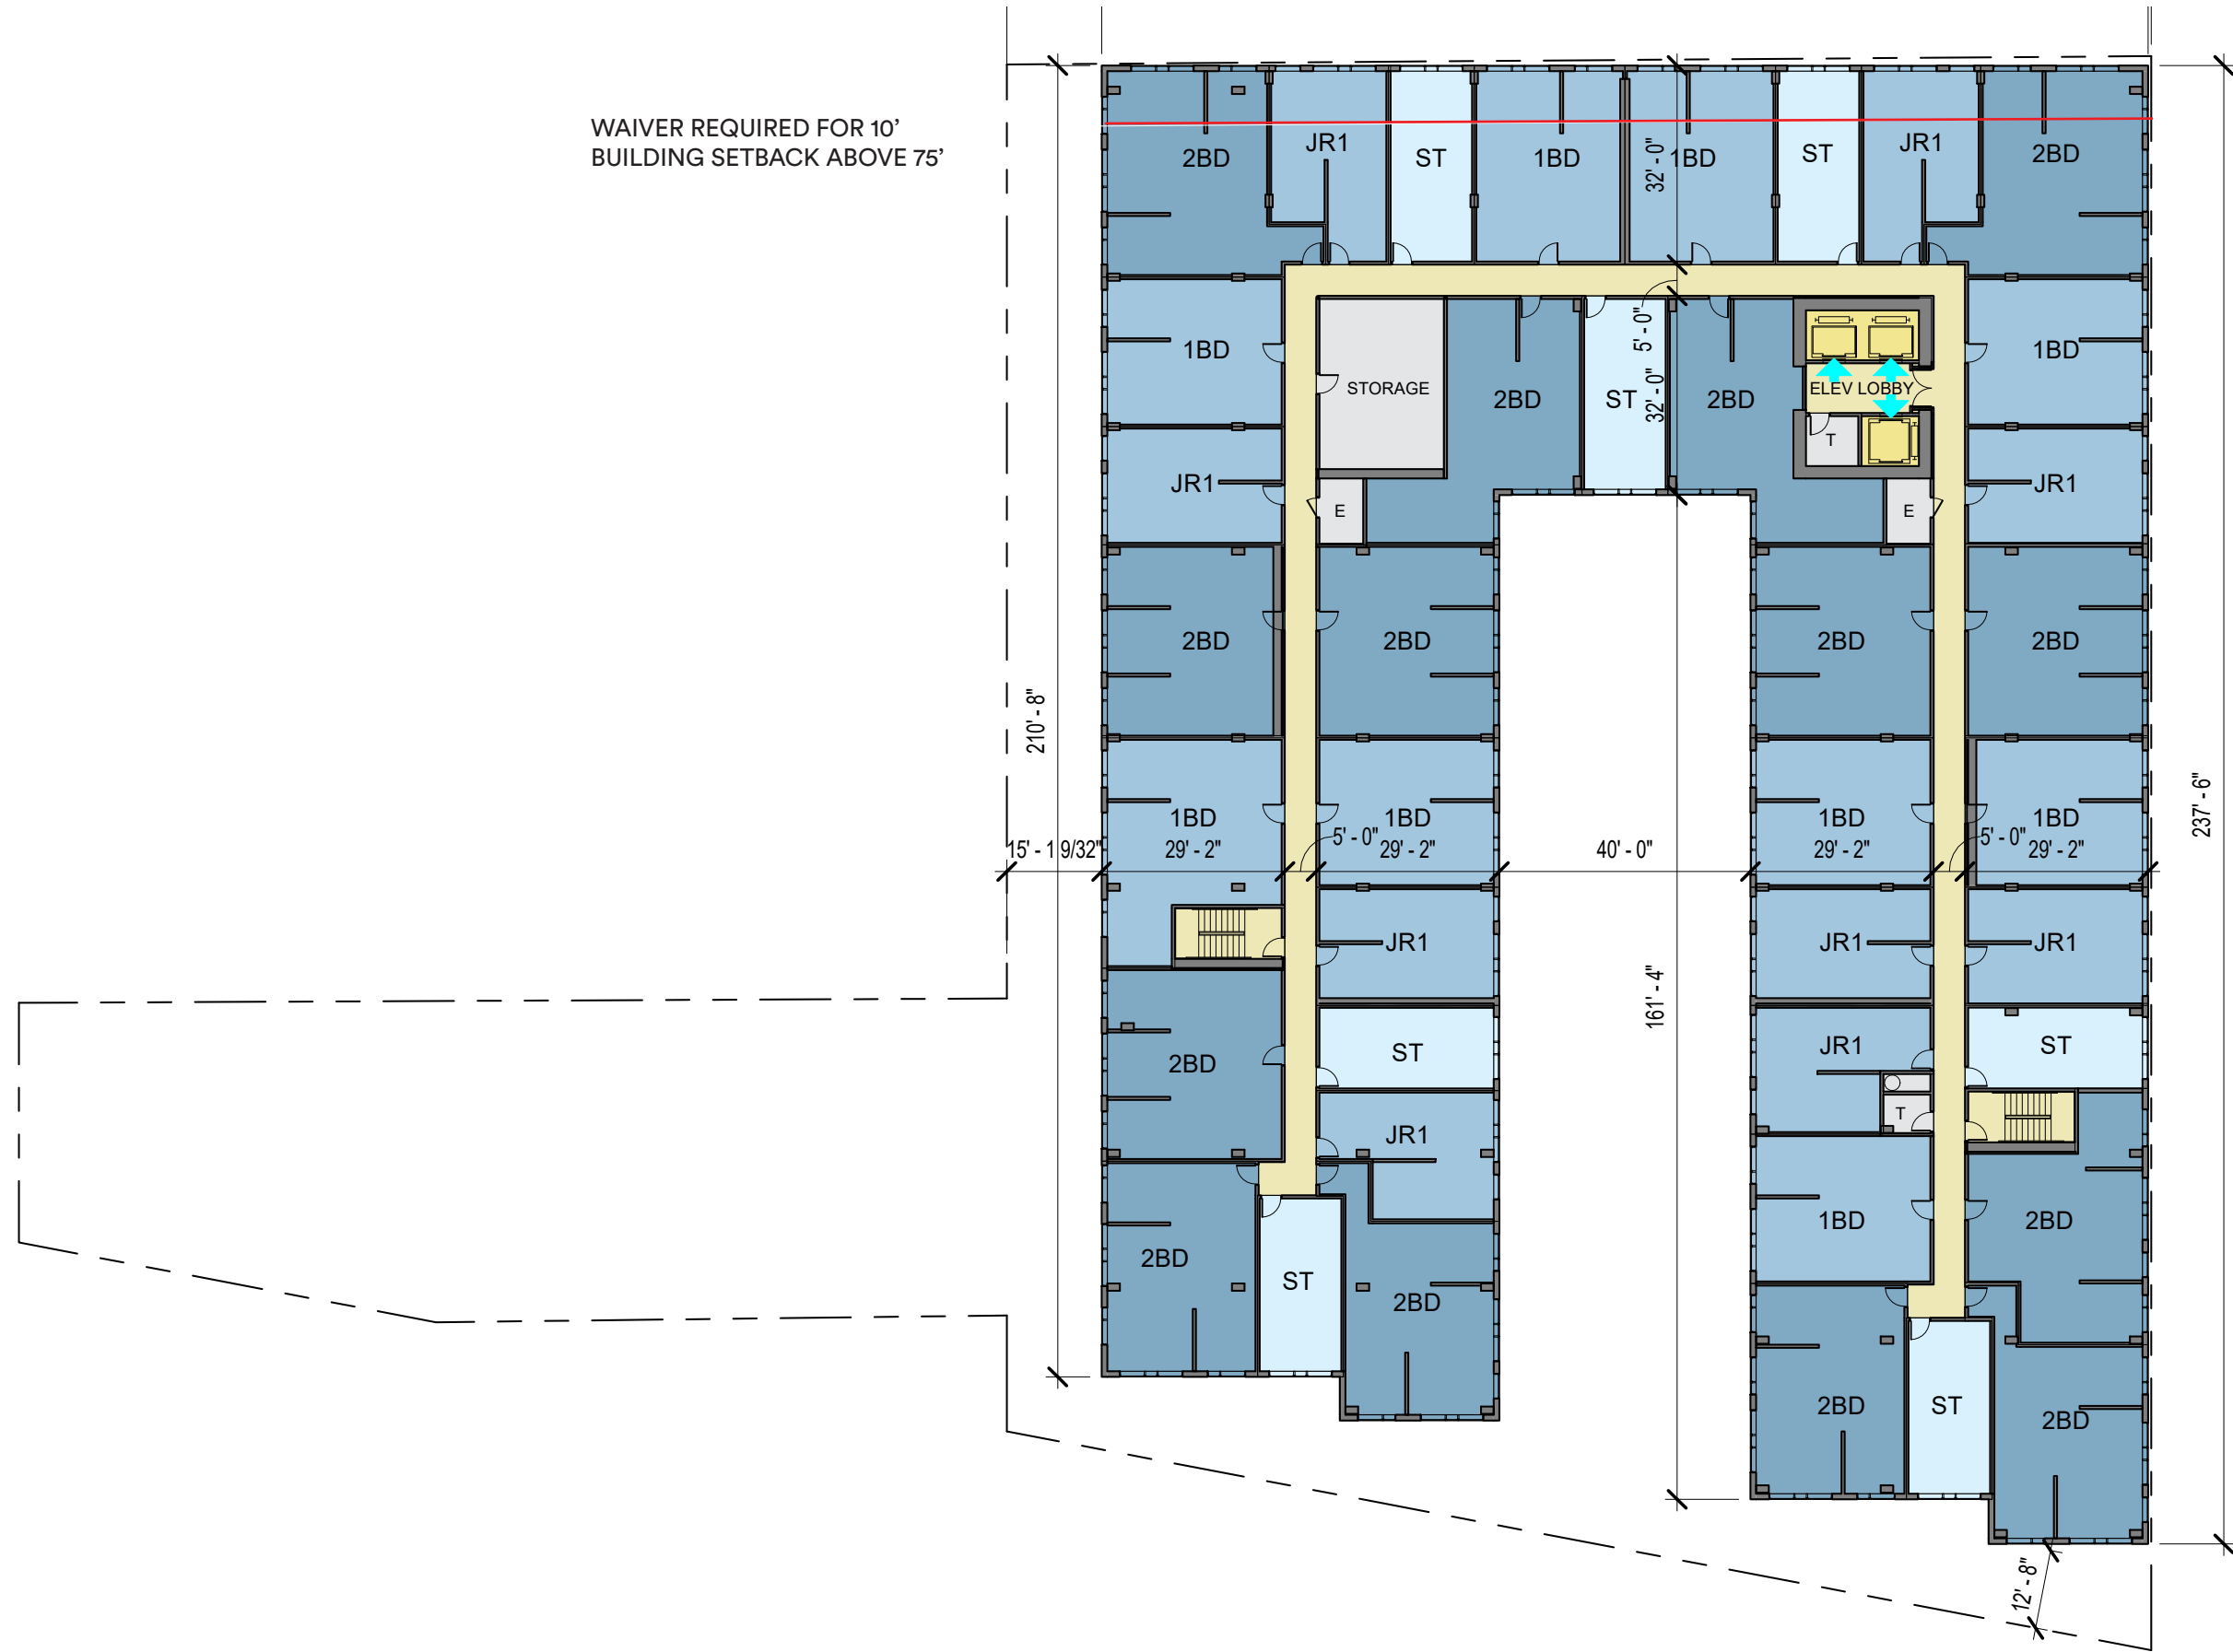 WAIVER REQUIRED FOR 10’
BUILDING SETBACK ABOVE 75’
2BD
JR1
ST
1BD
32' - 0"
1BD
ST
JR1
2BD
1BD
STORAGE
2BD
ST
5' - 0"
32' - 0"
2BD
ELEV LOBBY
T
1BD
JR1
E
E
JR1
2BD
2BD
2BD
2BD
210' - 8"
237' - 6"
1BD
1BD
1BD
1BD
15' - 1 9/32"
29' - 2"
5' - 0"
29' - 2"
40' - 0"
29' - 2"
5' - 0"
29' - 2"
JR1
JR1
JR1
161' - 4"
2BD
ST
JR1
ST
JR1
T
2BD
ST
2BD
1BD
2BD
2BD
ST
2BD
12' - 8"